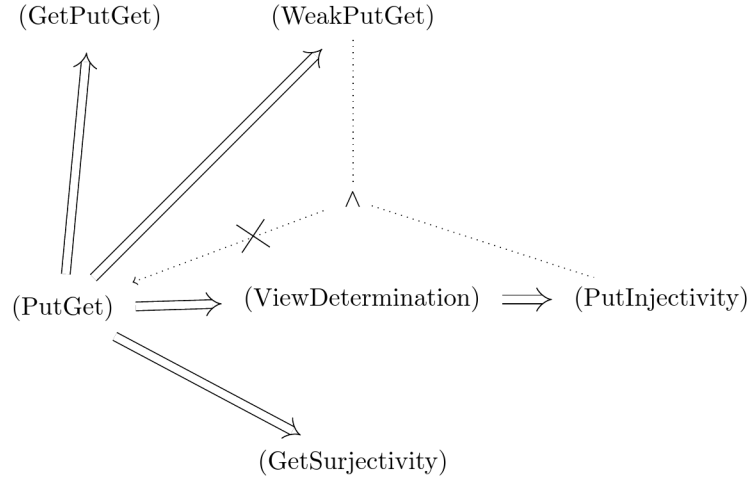 (GetPutGet) (WeakPutGet)
∧
(PutGet) (ViewDetermination) (PutInjectivity)
(GetSurjectivity)